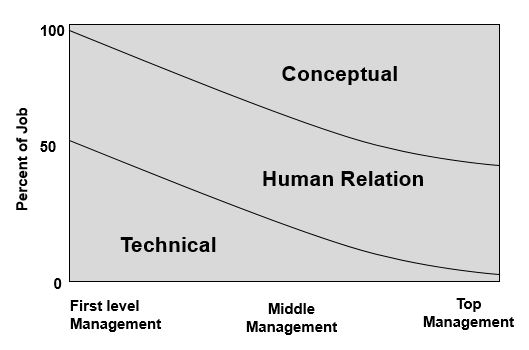 100
Conceptual
Percent of Job
50
Human Relation
Technical
0
First level
Management
Middle
Management
Top
Management